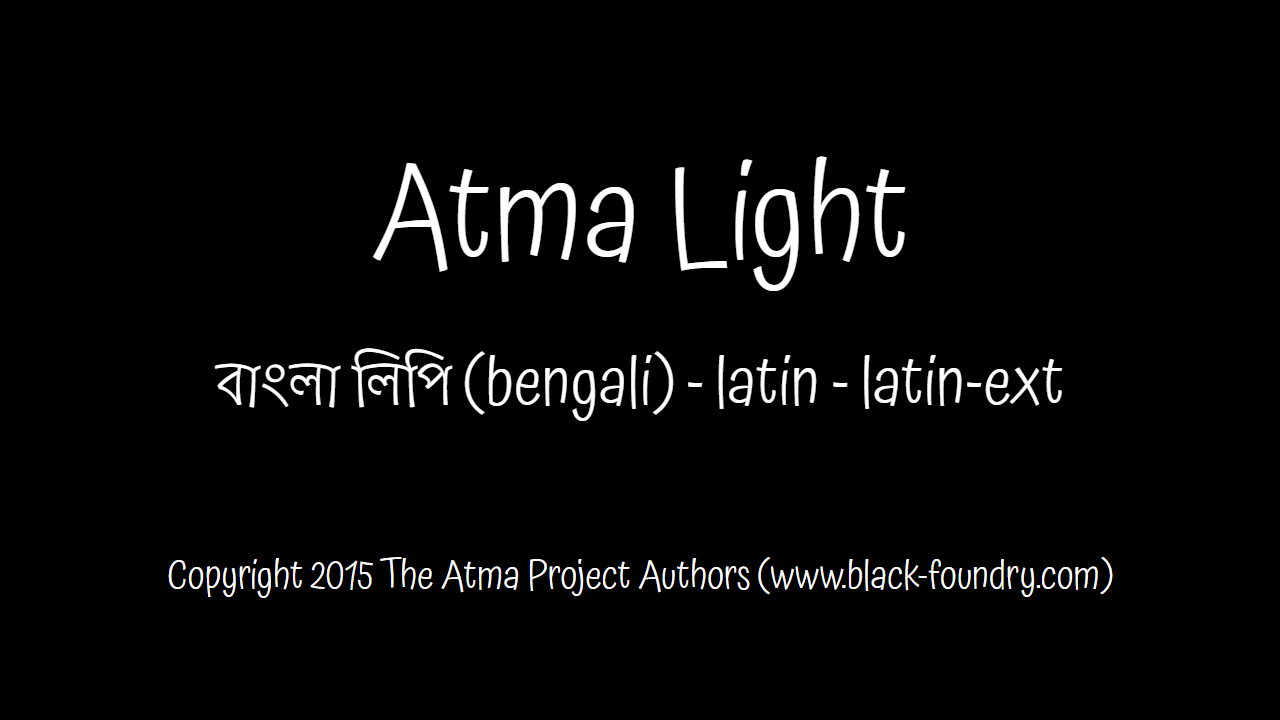 Atma Light
বাংলা লিপি (bengali) - latin - latin-ext
Copyright 2015 The Atma Project Authors (www.black-foundry.com)